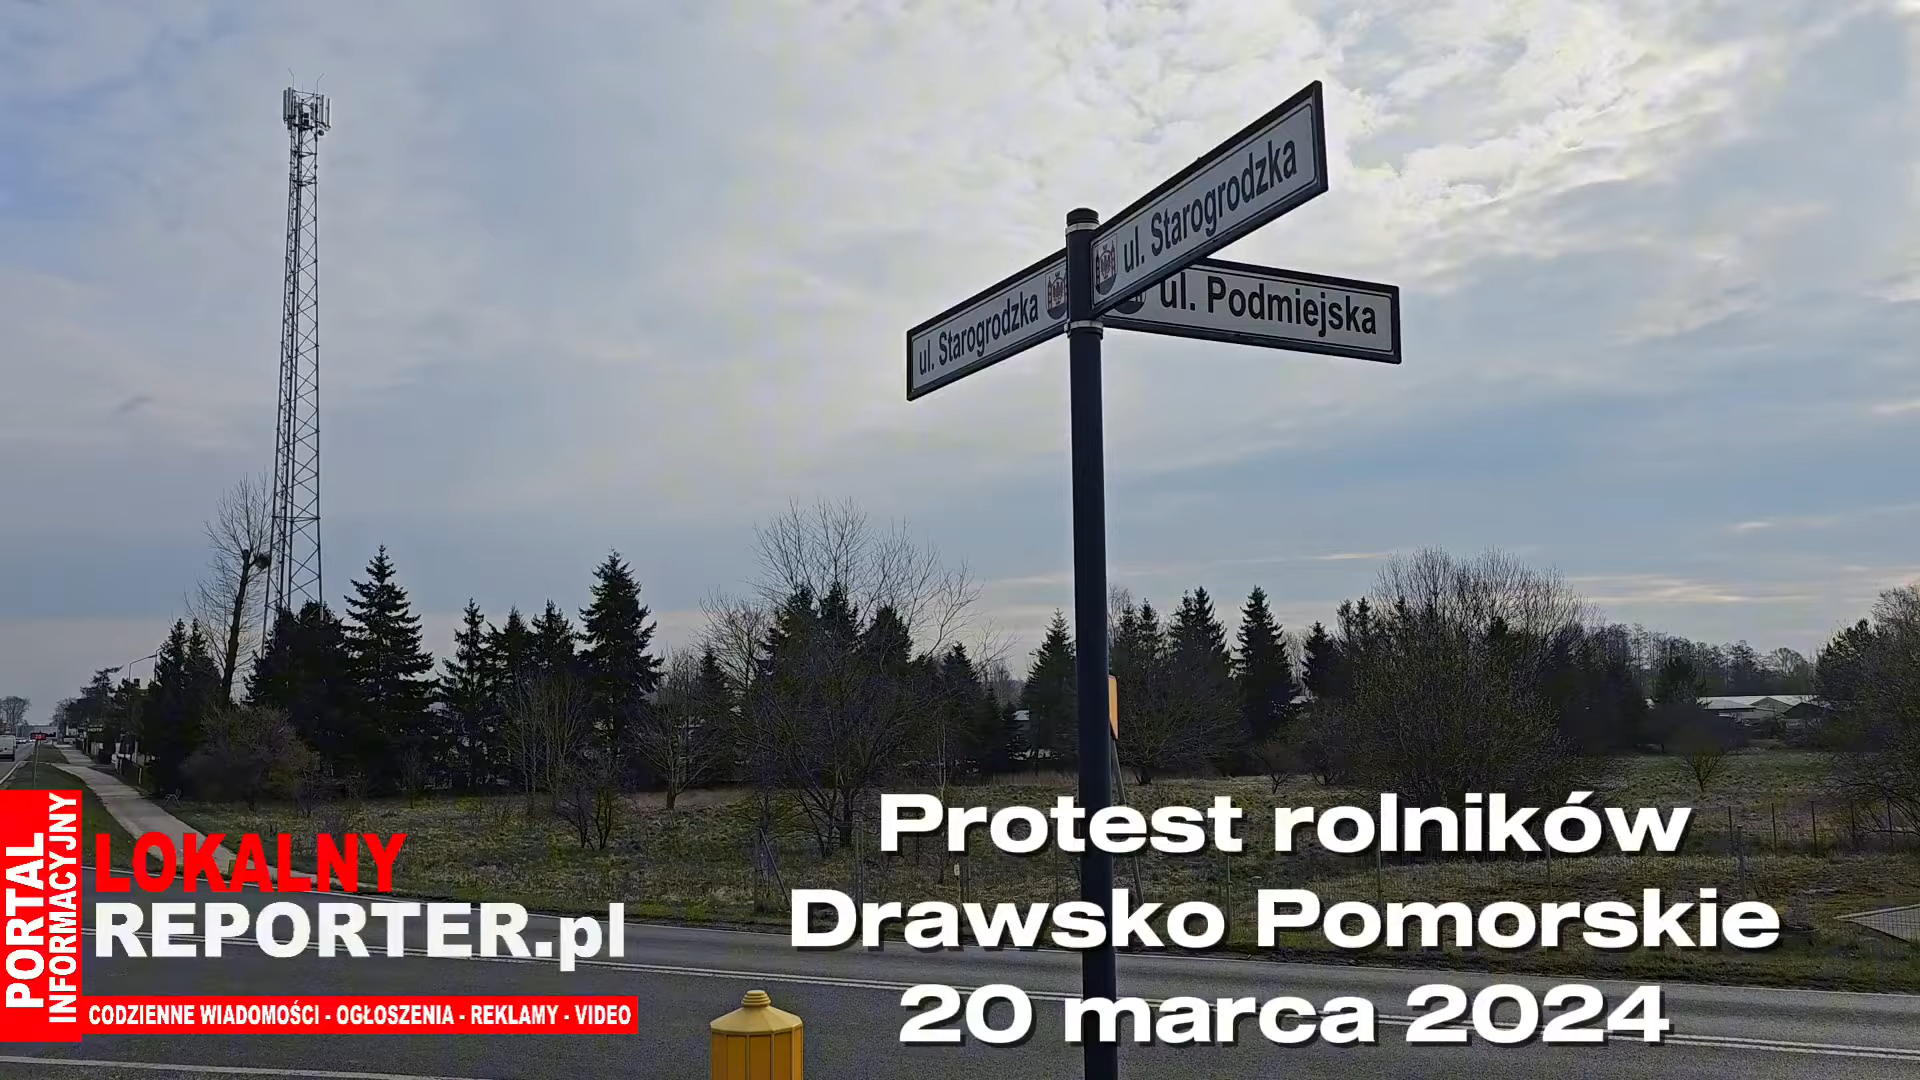 ul. Starogrodzka
ul. Starogrodzka
ul. Podmiejska
Protest rolników
Drawsko Pomorskie
20 marca 2024
PORTAL
INFORMACYJNY
LOKALNY
REPORTER.pl
CODZIENNE WIADOMOŚCI - OGŁOSZENIA - REKLAMY - VIDEO